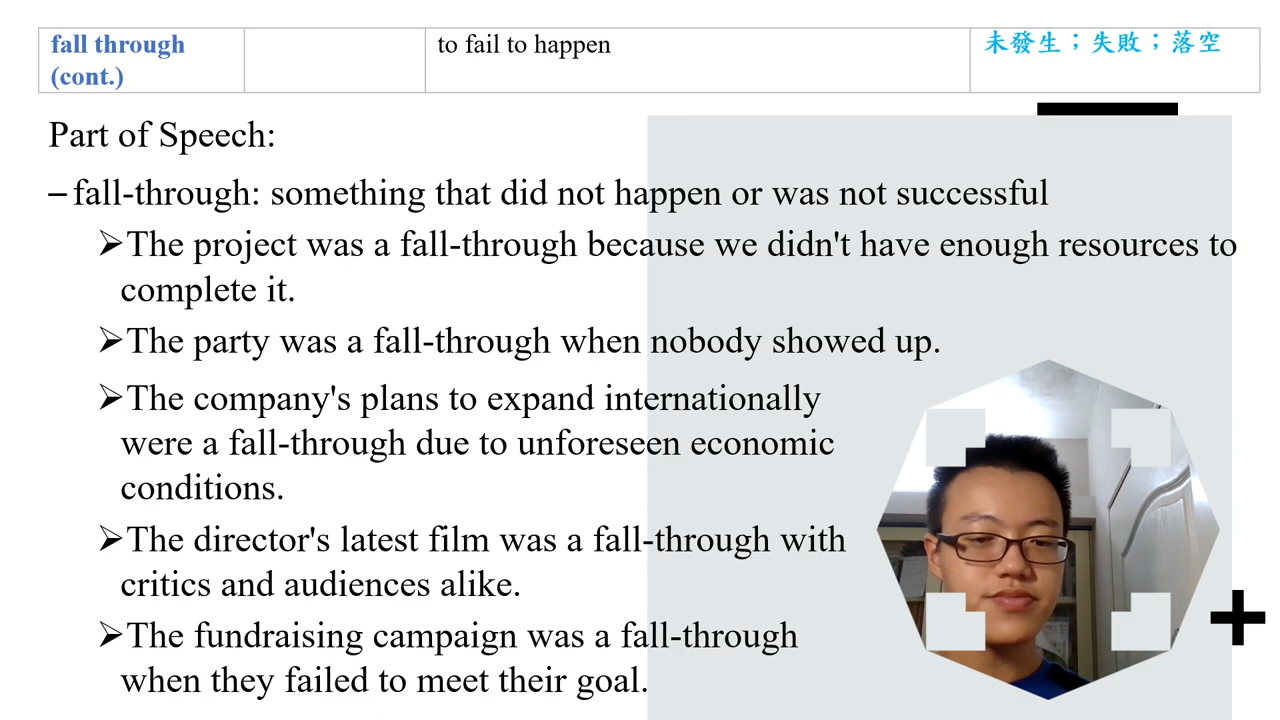 fall through
(cont.)
to fail to happen
未發生；失敗；落空
Part of Speech:
– fall-through: something that did not happen or was not successful
➢The project was a fall-through because we didn't have enough resources to
complete it.
➢The party was a fall-through when nobody showed up.
➢The company's plans to expand internationally
were a fall-through due to unforeseen economic
conditions.
➢The director's latest film was a fall-through with
critics and audiences alike.
➢The fundraising campaign was a fall-through
when they failed to meet their goal.